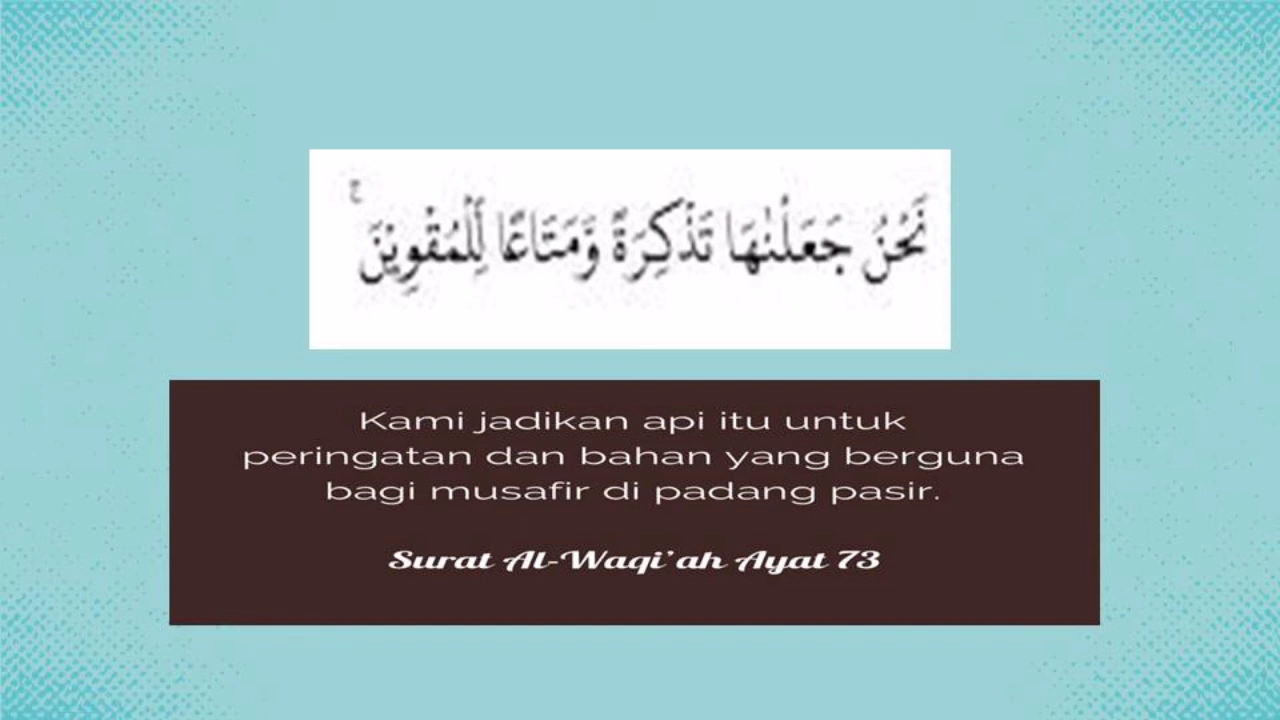 نَحْنُ جَعَلْنٰهَا تَذْكِرَةً وَّمَتَاعًا لِّلْمُقْوِيْنَۚ
Kami jadikan api itu untuk
peringatan dan bahan yang berguna
bagi musafir di padang pasir.
Surat Al-Waqi'ah Ayat 73